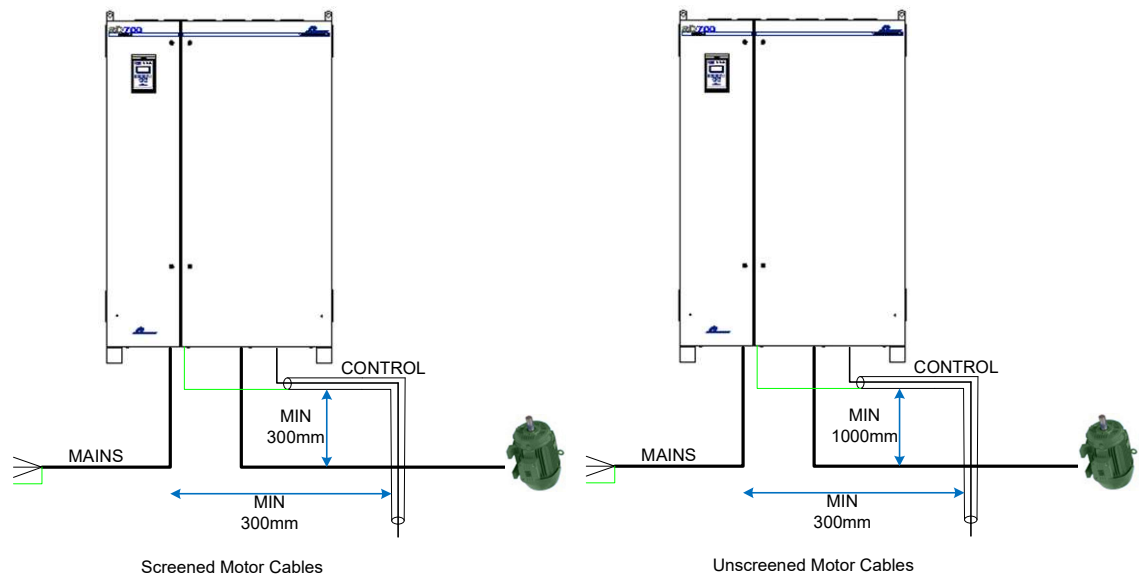 CONTROL
MIN
300mm
MAINS
MIN
300mm
Screened Motor Cables
CONTROL
MIN
1000mm
MAINS
MIN
300mm
Unscreened Motor Cables